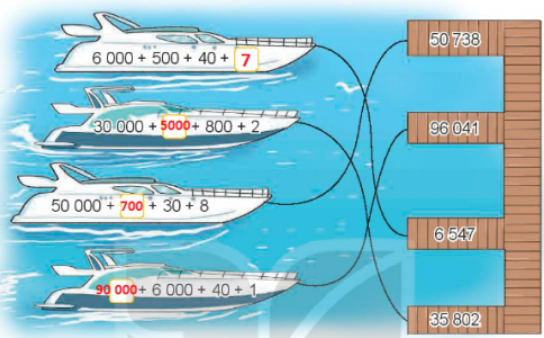 6 000 + 500 + 40 + 7
50 738
30 000 + 5000 + 800 + 2
96 041
50 000 + 700 + 30 + 8
6 547
90 000 + 6 000 + 40 + 1
35 802